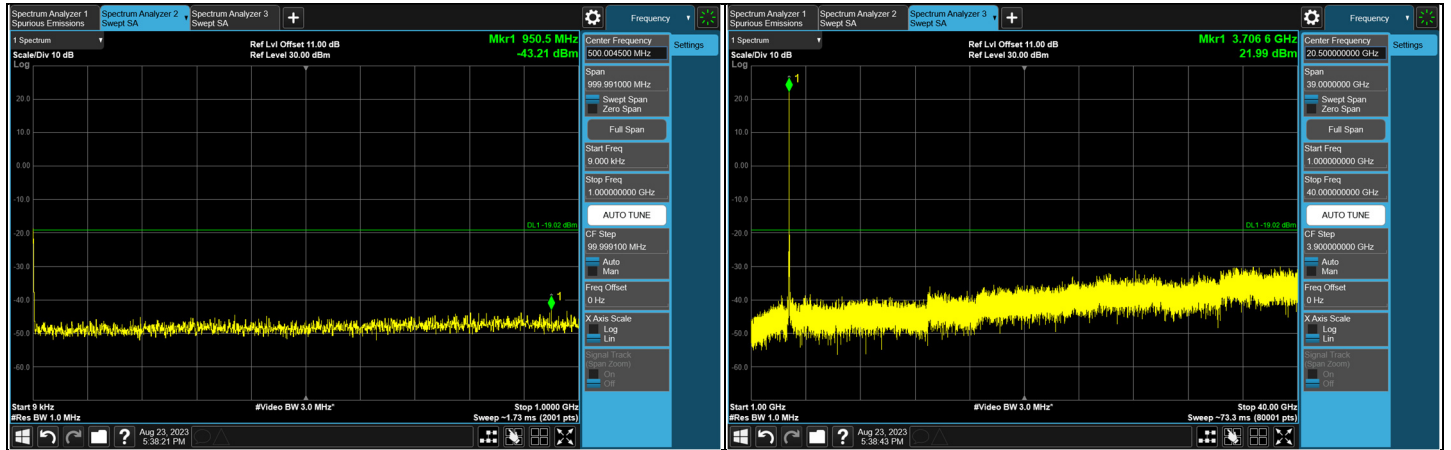 Spectrum Analyzer 1
Spurious Emissions
Spectrum Analyzer 2
Swept SA
Spectrum Analyzer 3
Swept SA
+
Frequency
1 Spectrum
Scale/Div 10 dB
Log
Ref Lvl Offset 11.00 dB
Ref Level 30.00 dBm
Mkr1 950.5 MHz
-43.21 dBm
1
20.0
10.0
0.00
-10.0
-20.0
-30.0
-40.0
-50.0
-60.0
DL1 -19.02 dBm
Start 9 kHz
#Res BW 1.0 MHz
#Video BW 3.0 MHz*
Stop 1.0000 GHz
Sweep ~1.73 ms (2001 pts)
Center Frequency
500.004500 MHz
Settings
Span
999.991000 MHz
Swept Span
Zero Span
Full Span
Start Freq
9.000 kHz
Stop Freq
1.000000000 GHz
AUTO TUNE
CF Step
99.999100 MHz
Auto
Man
Freq Offset
0 Hz
X Axis Scale
Log
Lin
Signal Track
(Span Zoom)
On
Off
?
Aug 23, 2023
5:38:21 PM
Spectrum Analyzer 1
Spurious Emissions
Spectrum Analyzer 2
Swept SA
Spectrum Analyzer 3
Swept SA
+
Frequency
1 Spectrum
Scale/Div 10 dB
Log
Ref Lvl Offset 11.00 dB
Ref Level 30.00 dBm
Mkr1 3.706 6 GHz
21.99 dBm
1
20.0
10.0
0.00
-10.0
-20.0
-30.0
-40.0
-50.0
-60.0
DL1 -19.02 dBm
Start 1.00 GHz
#Res BW 1.0 MHz
#Video BW 3.0 MHz*
Stop 40.00 GHz
Sweep ~73.3 ms (80001 pts)
Center Frequency
20.500000000 GHz
Settings
Span
39.0000000 GHz
Swept Span
Zero Span
Full Span
Start Freq
1.000000000 GHz
Stop Freq
40.000000000 GHz
AUTO TUNE
CF Step
3.900000000 GHz
Auto
Man
Freq Offset
0 Hz
X Axis Scale
Log
Lin
Signal Track
(Span Zoom)
On
Off
?
Aug 23, 2023
5:38:43 PM